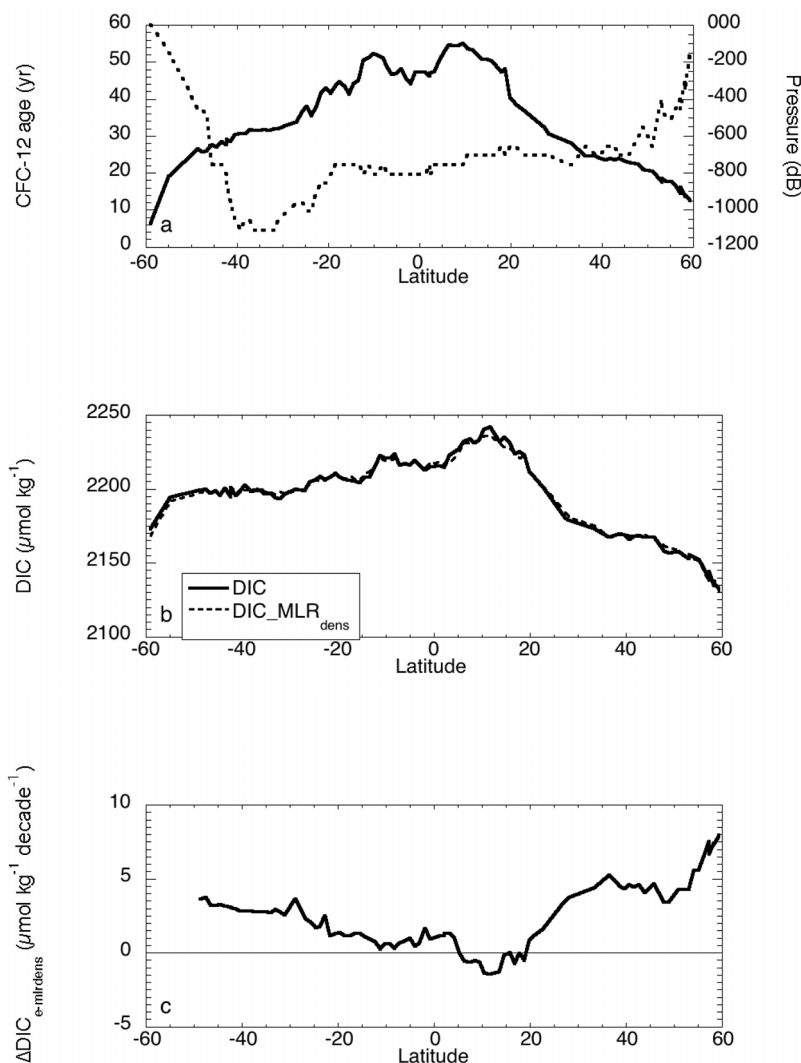 CFC-12 age (yr)
60
50
40
30
20
10
0
a
000
-200
-400
-600
-800
-1000
-1200
Pressure (dB)
-60 -40 -20 0 20 40 60
Latitude
DIC (µmol kg-1)
2250
2200
2150
2100
DIC
DIC_MLR dens
b
-60 -40 -20 0 20 40 60
Latitude
ΔDIC e-mlrdens (µmol kg-1 decade-1)
10
5
0
-5
c
-60 -40 -20 0 20 40 60
Latitude